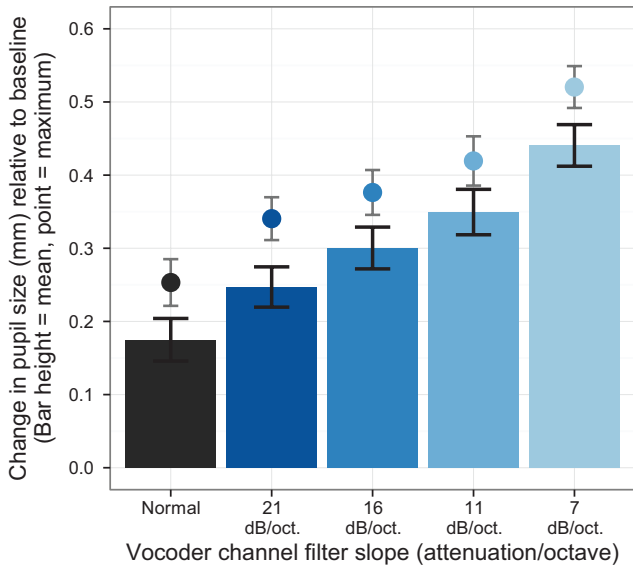 Change in pupil size (mm) relative to baseline
(Bar height = mean, point = maximum)
0.6
0.5
0.4
0.3
0.2
0.1
0.0
Normal
21
dB/oct.
16
dB/oct.
11
dB/oct.
7
dB/oct.
Vocoder channel filter slope (attenuation/octave)